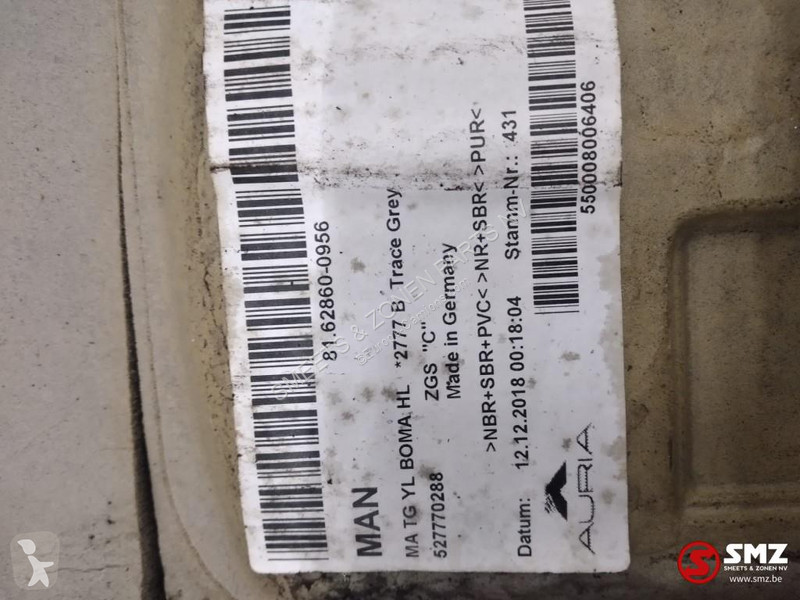 81.62860-0956
MAN
MA TG YL BOMA HL *2777 B Trace Grey
527770288 ZGS "C"
Made in Germany
>NBR+SBR+PVC< >NR+SBR< >PUR<
Datum: 12.12.2018 00:18:04 Stamm-Nr.: 431
AURIA
550008006406
SMEETS & ZONEN PARTS NV
SMZ
SMEETS & ZONEN NV
www.smz.be